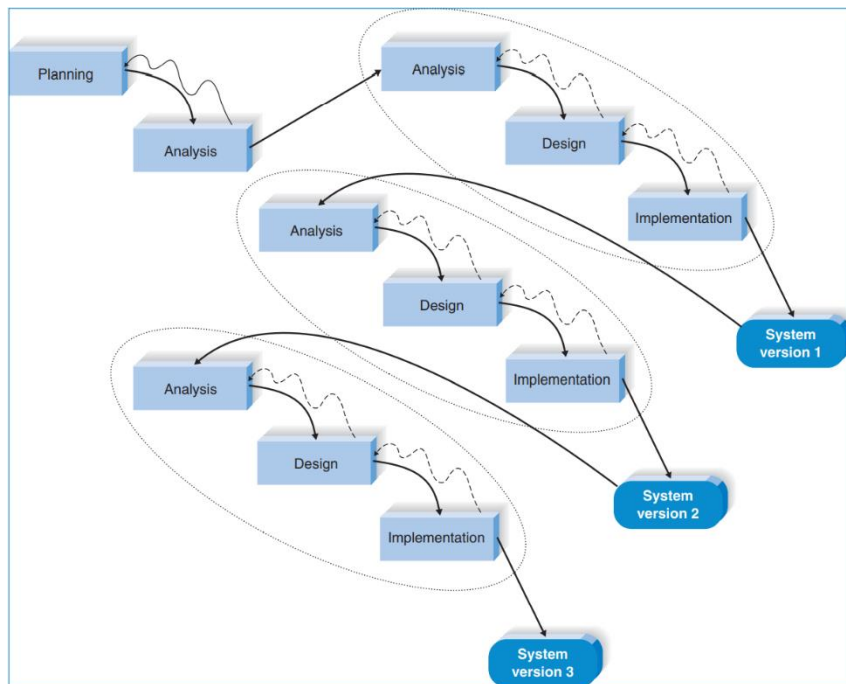 Planning
Analysis
Analysis
Design
Implementation
System
version 1
Analysis
Design
Implementation
System
version 2
Analysis
Design
Implementation
System
version 3